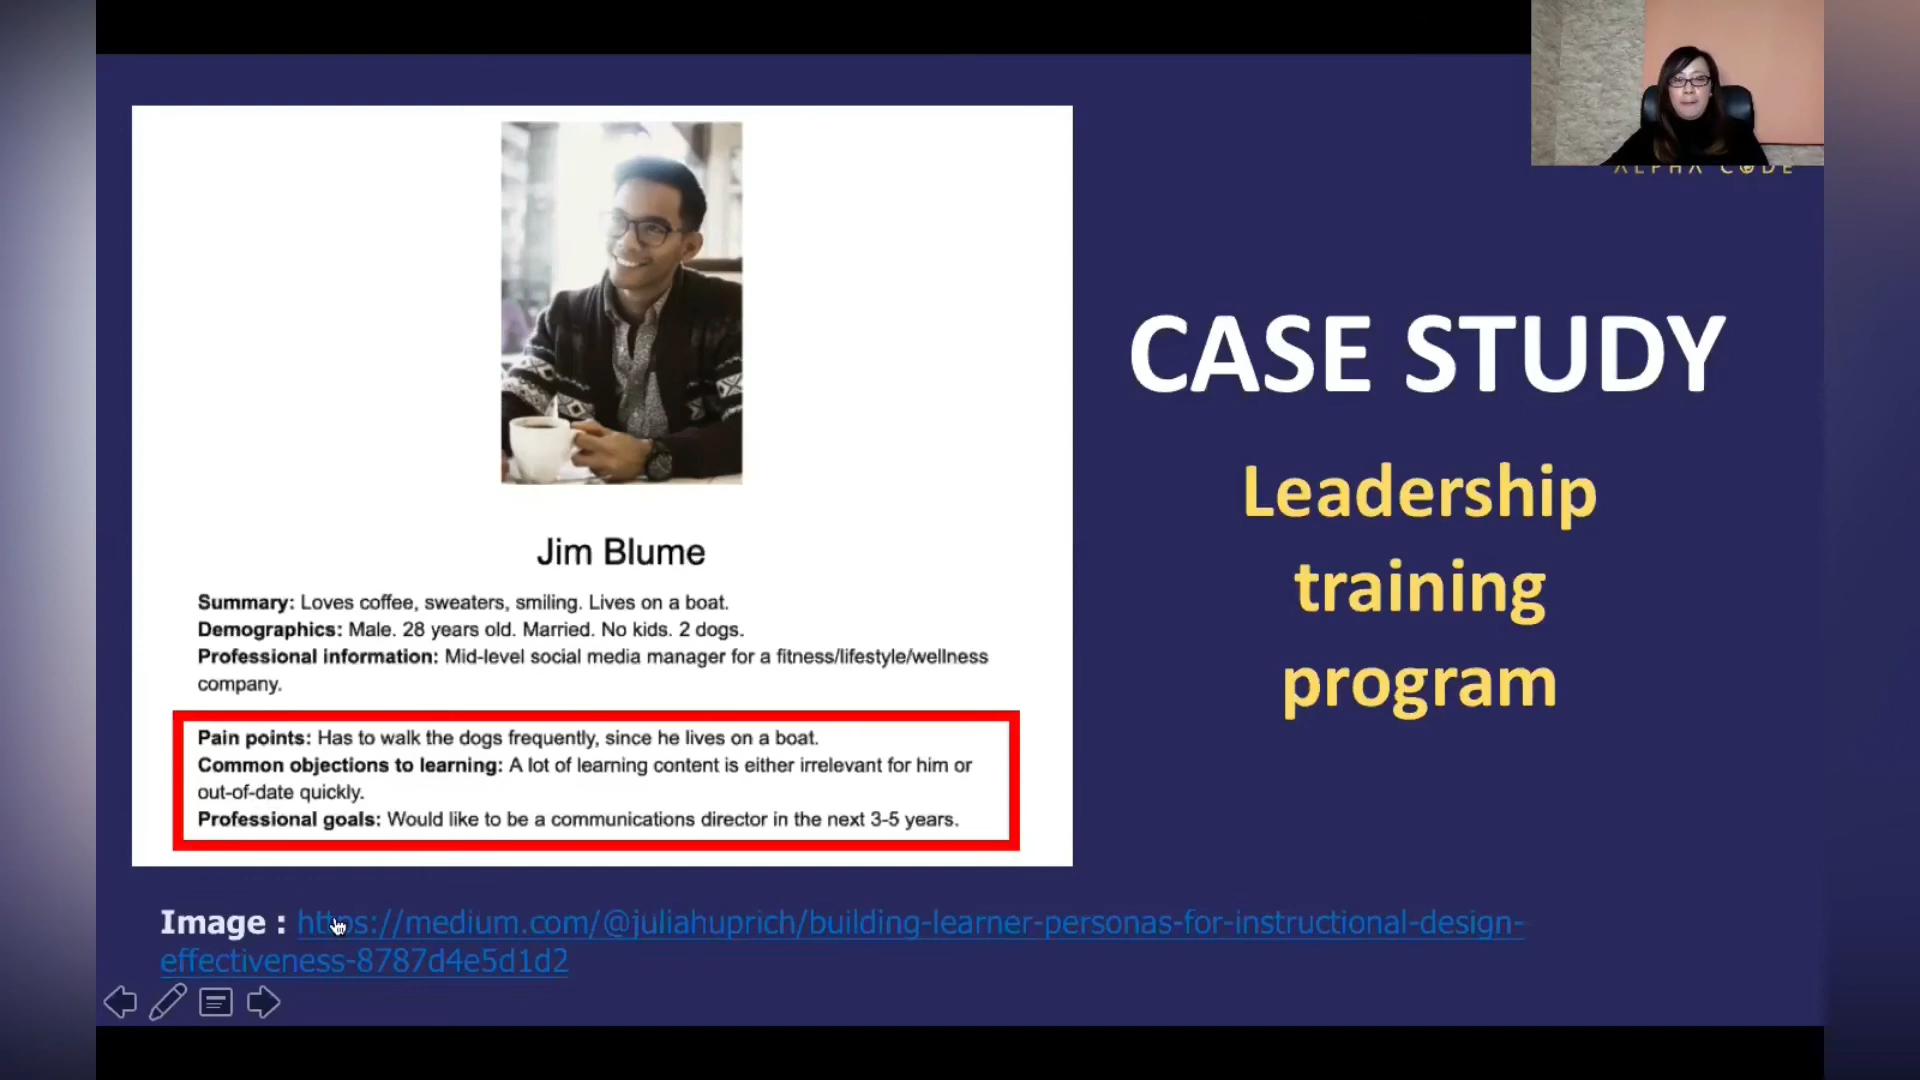 ALPHA CODE
CASE STUDY
Leadership
training
program
Jim Blume
Summary: Loves coffee, sweaters, smiling. Lives on a boat.
Demographics: Male. 28 years old. Married. No kids. 2 dogs.
Professional information: Mid-level social media manager for a fitness/lifestyle/wellness
company.
Pain points: Has to walk the dogs frequently, since he lives on a boat.
Common objections to learning: A lot of learning content is either irrelevant for him or
out-of-date quickly.
Professional goals: Would like to be a communications director in the next 3-5 years.
Image : https://medium.com/@juliahuprich/building-learner-personas-for-instructional-design-
effectiveness-8787d4e5d1d2